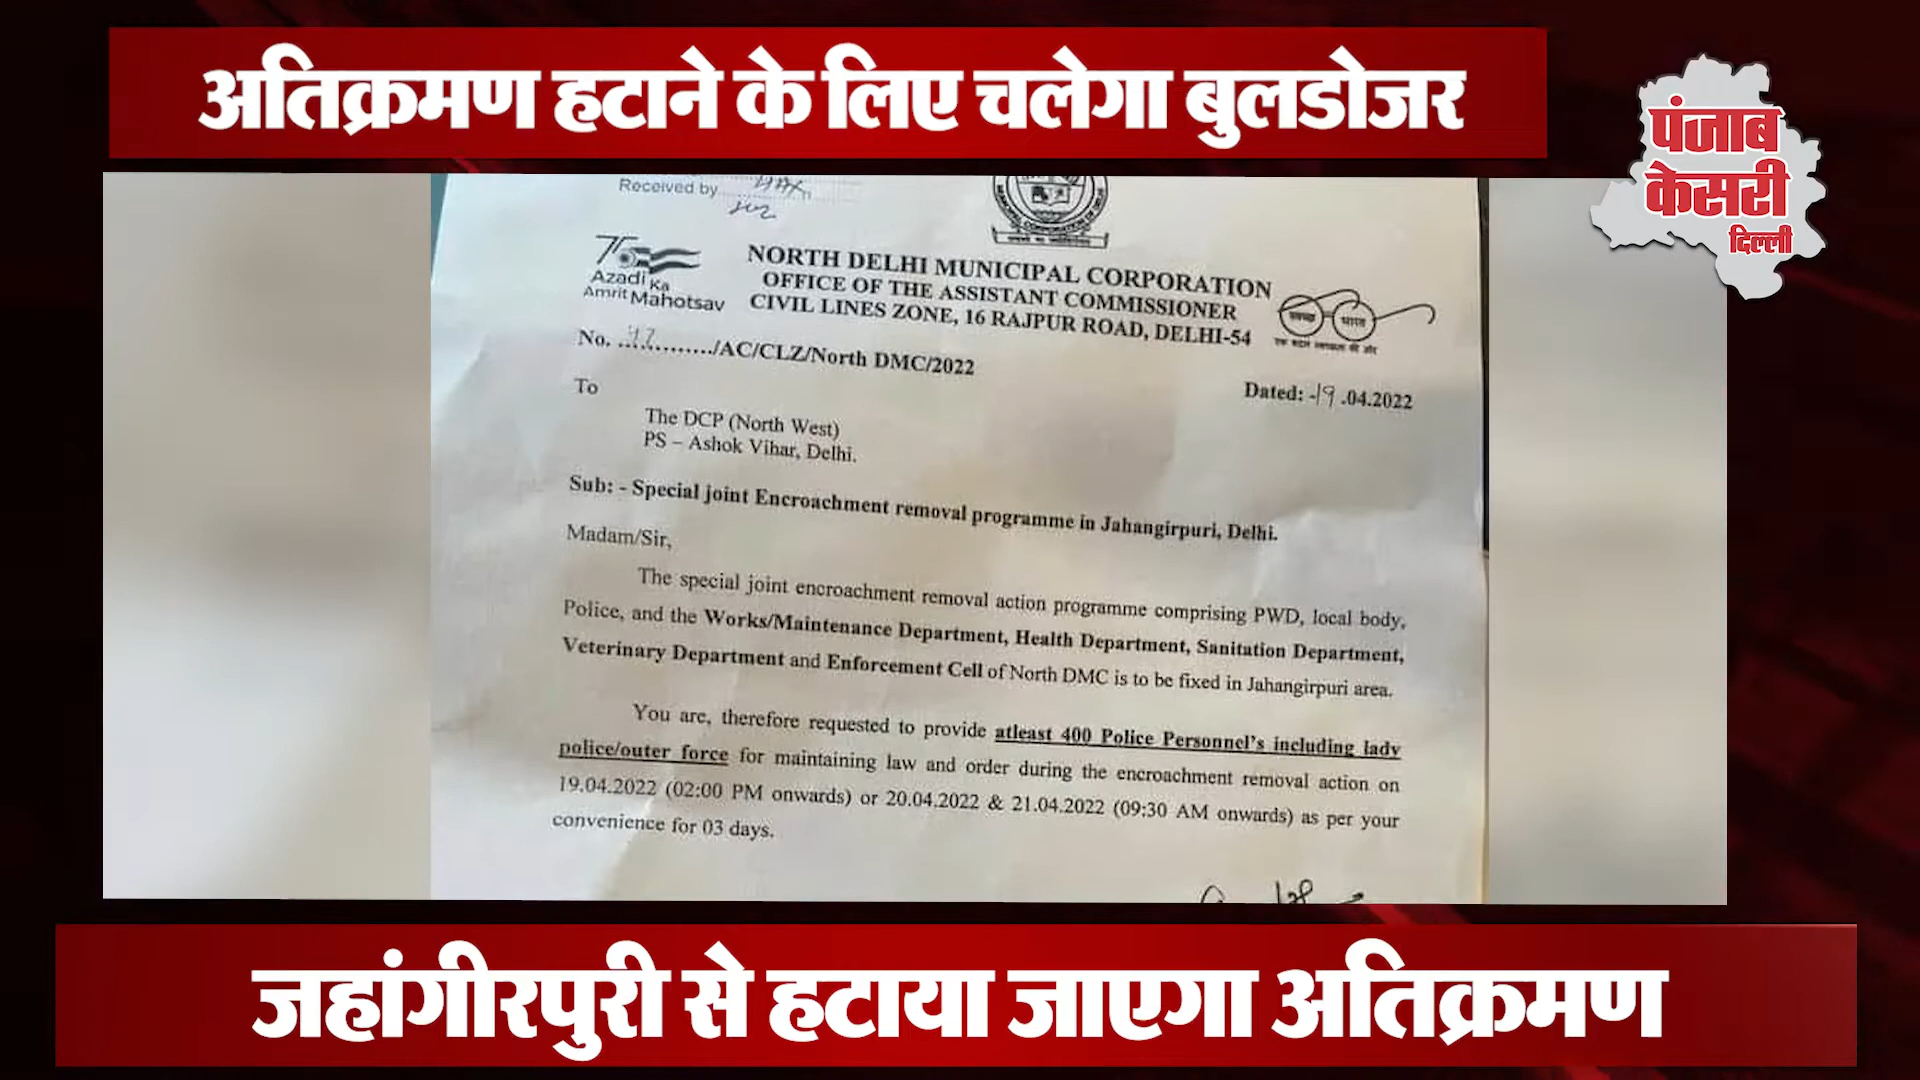 अतिक्रमण हटाने के लिए चलेगा बुलडोजर
पंजाब
केसरी
दिल्ली
Received by
75
Azadi Ka
Amrit Mahotsav
NORTH DELHI MUNICIPAL CORPORATION
OFFICE OF THE ASSISTANT COMMISSIONER
CIVIL LINES ZONE, 16 RAJPUR ROAD, DELHI-54
स्वच्छ भारत
एक कदम स्वच्छता की ओर
No. ............./AC/CLZ/North DMC/2022
Dated: -19.04.2022
To
The DCP (North West)
PS – Ashok Vihar, Delhi.
Sub: - Special joint Encroachment removal programme in Jahangirpuri, Delhi.
Madam/Sir,
The special joint encroachment removal action programme comprising PWD, local body,
Police, and the Works/Maintenance Department, Health Department, Sanitation Department,
Veterinary Department and Enforcement Cell of North DMC is to be fixed in Jahangirpuri area.
You are, therefore requested to provide atleast 400 Police Personnel's including lady
police/outer force for maintaining law and order during the encroachment removal action on
19.04.2022 (02:00 PM onwards) or 20.04.2022 & 21.04.2022 (09:30 AM onwards) as per your
convenience for 03 days.
जहांगीरपुरी से हटाया जाएगा अतिक्रमण